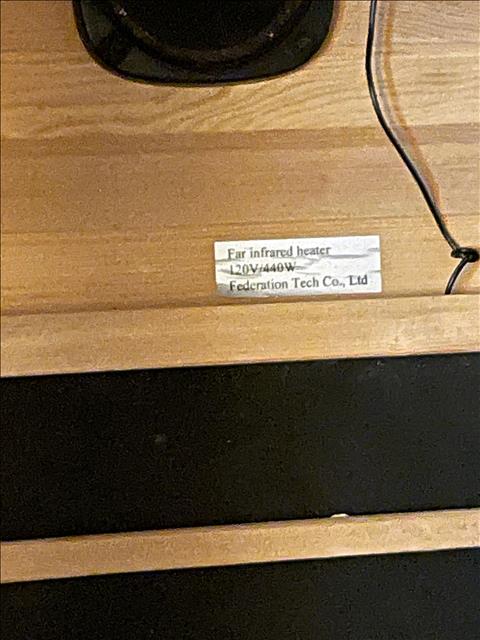 Far infrared heater
120V/440W
Federation Tech Co., Ltd